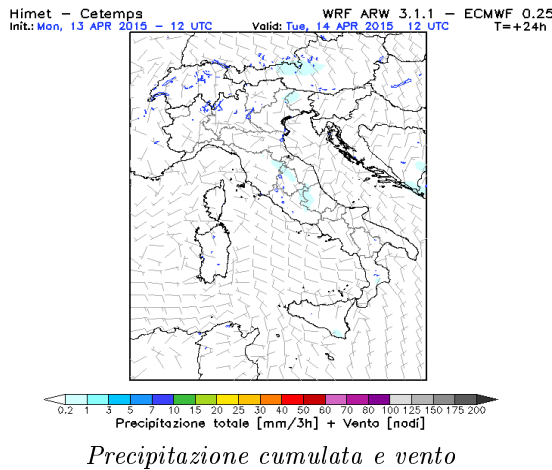 Himet – Cetemps WRF ARW 3.1.1 – ECMWF 0.25
Init.: Mon, 13 APR 2015 – 12 UTC Valid: Tue, 14 APR 2015 12 UTC T=+24h
0.2 1 3 5 7 10 15 20 25 30 40 50 60 70 80 100 125 150 175 200
Precipitazione totale [mm/3h] + Vento [nodi]
Precipitazione cumulata e vento